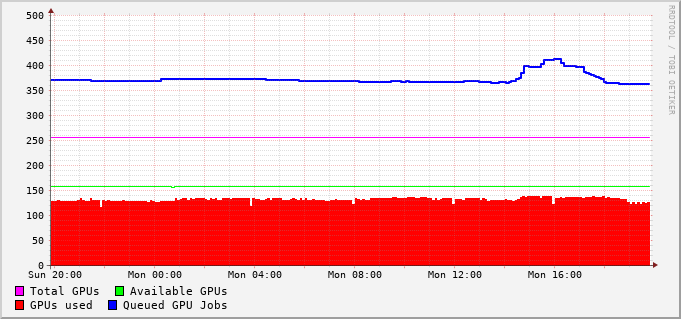 500
450
400
350
300
250
200
150
100
50
0
Sun 20:00 Mon 00:00 Mon 04:00 Mon 08:00 Mon 12:00 Mon 16:00
Total GPUs Available GPUs
GPUs used Queued GPU Jobs
RRDTOOL / TOBI OETIKER